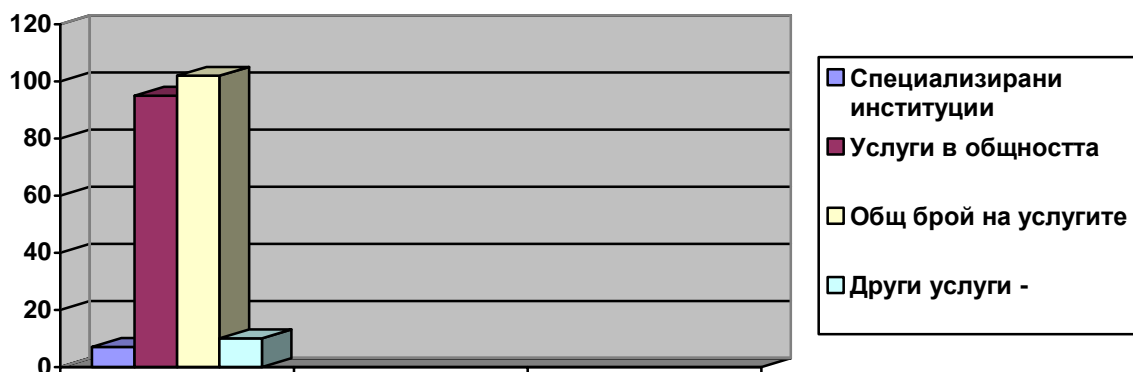 120
100
80
60
40
20
0
Специализирани
институции
Услуги в общността
Общ брой на услугите
Други услуги -